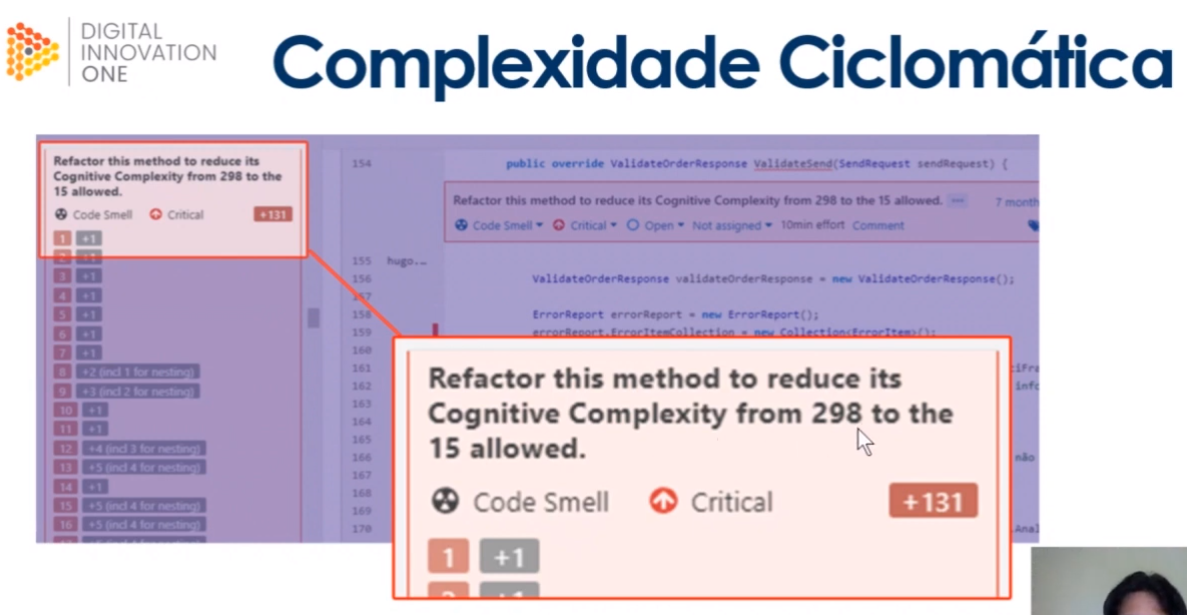 DIGITAL
INNOVATION
ONE
Complexidade Ciclomática
Refactor this method to reduce its
Cognitive Complexity from 298 to the
15 allowed.
Code Smell Critical +131
1 +1
2 +1
3 +1
4 +1
5 +1
6 +1
7 +1
8 +2 (incl 1 for nesting)
9 +3 (incl 2 for nesting)
10 +1
11 +1
12 +4 (incl 3 for nesting)
13 +5 (incl 4 for nesting)
14 +1
15 +5 (incl 4 for nesting)
16 +5 (incl 4 for nesting)
154 public override ValidateOrderResponse ValidateSend(SendRequest sendRequest) {
Refactor this method to reduce its Cognitive Complexity from 298 to the 15 allowed. 7 month
Code Smell Critical Open Not assigned 10min effort Comment
155 hugo...
156 ValidateOrderResponse validateOrderResponse = new ValidateOrderResponse();
157
158 ErrorReport errorReport = new ErrorReport();
159 errorReport.ErrorItemCollection = new Collection<ErrorItem>();
160
161
162 info
163
164
165
166 não
167
168
169
170
Refactor this method to reduce its
Cognitive Complexity from 298 to the
15 allowed.
Code Smell Critical +131
1 +1